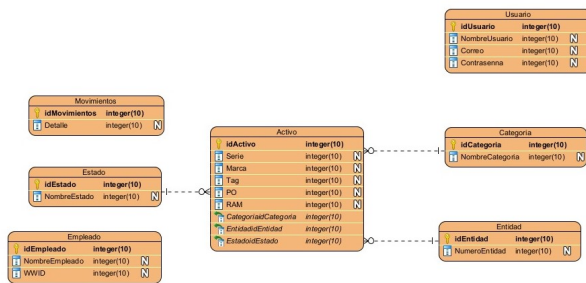 Usuario
idUsuario integer(10)
NombreUsuario integer(10) N
Correo integer(10) N
Contrasenna integer(10) N
Movimientos
idMovimientos integer(10)
Detalle integer(10) N
Activo
idActivo integer(10)
Serie integer(10) N
Marca integer(10) N
Tag integer(10) N
PO integer(10) N
RAM integer(10) N
CategoriaidCategoria integer(10)
EntidadidEntidad integer(10)
EstadoidEstado integer(10)
Categoria
idCategoria integer(10)
NombreCategoria integer(10) N
Estado
idEstado integer(10)
NombreEstado integer(10) N
Empleado
idEmpleado integer(10)
NombreEmpleado integer(10) N
WWID integer(10) N
Entidad
idEntidad integer(10)
NumeroEntidad integer(10) N